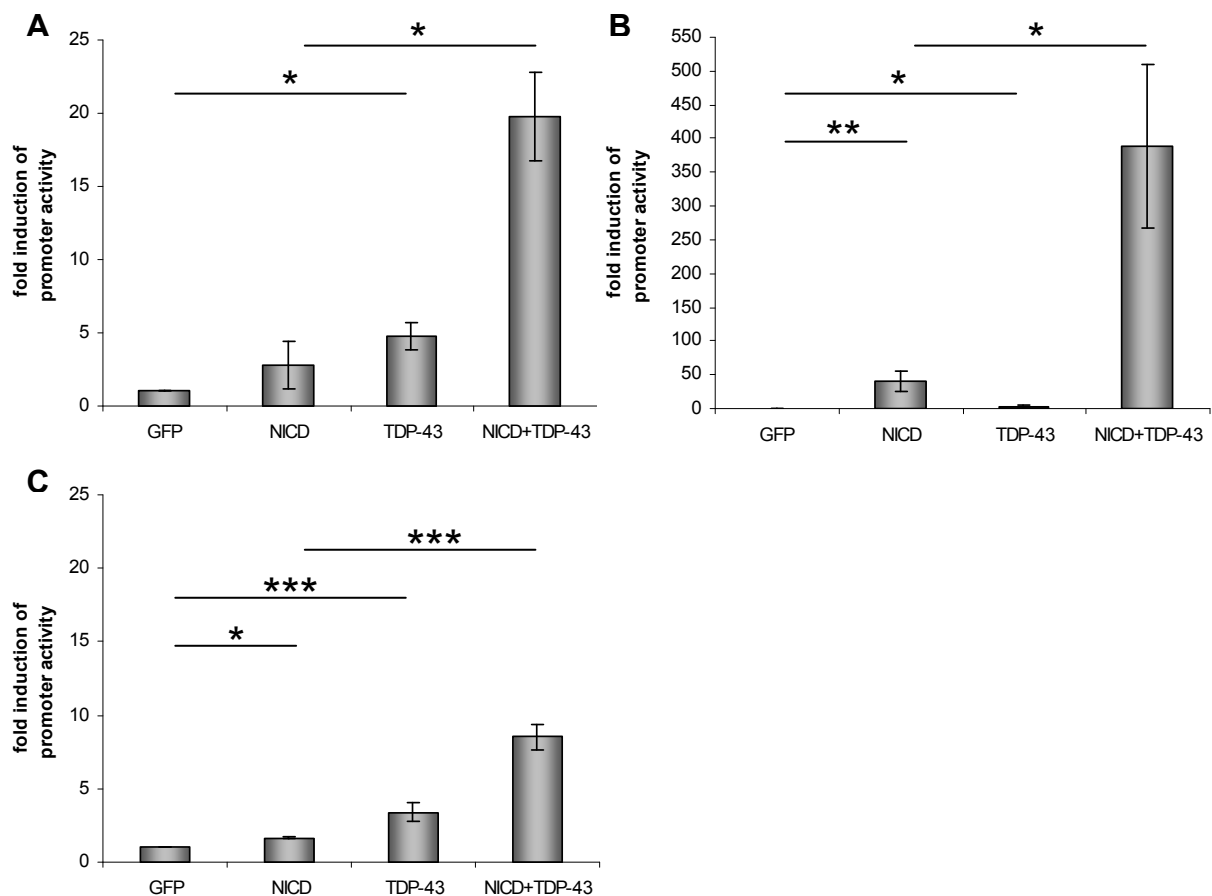 A
fold induction of
promoter activity
25
20
15
10
5
0
*
*
GFP
NICD
TDP-43
NICD+TDP-43
B
fold induction of
promoter activity
550
500
450
400
350
300
250
200
150
100
50
0
*
*
**
GFP
NICD
TDP-43
NICD+TDP-43
C
fold induction of
promoter activity
25
20
15
10
5
0
***
***
*
GFP
NICD
TDP-43
NICD+TDP-43